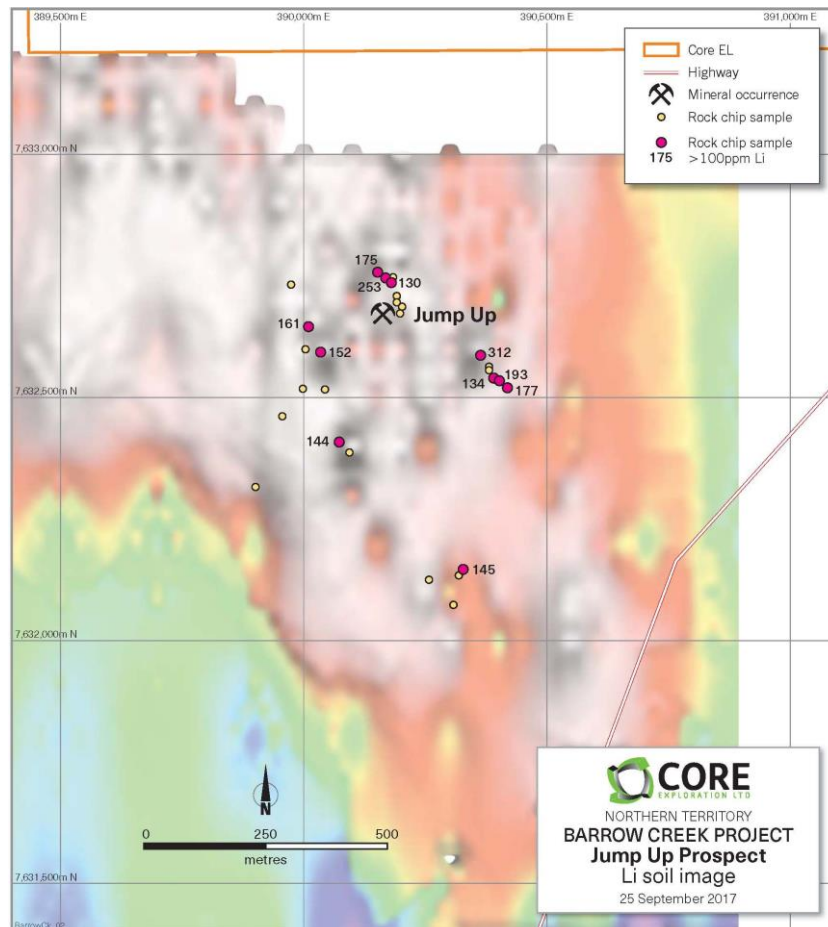 389,500m E
390,000m E
390,500m E
391,000m E
Core EL
Highway
Mineral occurrence
Rock chip sample
Rock chip sample
175 >100ppm Li
7,633,000m N
175
253
130
Jump Up
161
152
312
134
193
177
7,632,500m N
144
145
7,632,000m N
N
0 250 500
metres
7,631,500m N
CORE
EXPLORATION LTD
NORTHERN TERRITORY
BARROW CREEK PROJECT
Jump Up Prospect
Li soil image
25 September 2017
BarrowCk_02